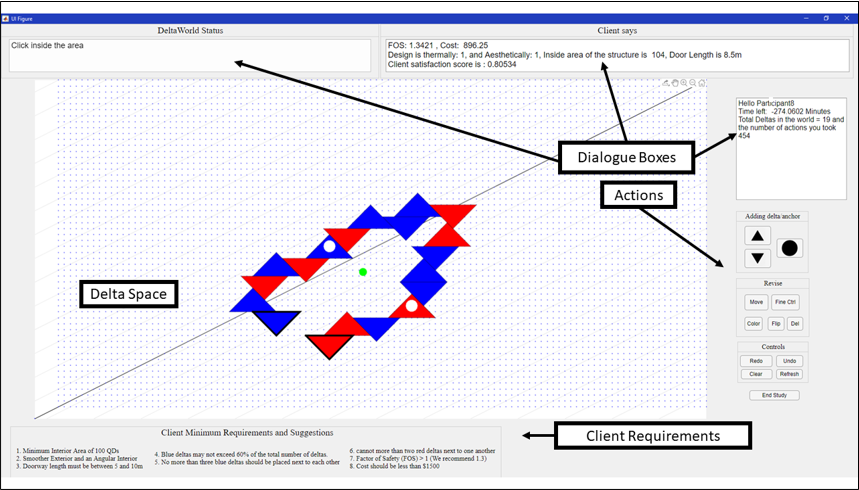 UI Figure
DeltaWorld Status
Client says
Click inside the area
FOS: 1.3421 , Cost: 896.25
Design is thermally: 1, and Aesthetically: 1, Inside area of the structure is 104, Door Length is 8.5m
Client satisfaction score is : 0.80534
Hello Participant8
Time left: -274.0602 Minutes
Total Deltas in the world = 19 and
the number of actions you took
454
Dialogue Boxes
Actions
Adding delta/anchor
Delta Space
Revise
Move
Fine Ctrl
Color
Flip
Del
Controls
Redo
Undo
Clear
Refresh
End Study
Client Minimum Requirements and Suggestions
1. Minimum Interior Area of 100 QDs
2. Smoother Exterior and an Angular Interior
3. Doorway length must be between 5 and 10m
4. Blue deltas may not exceed 60% of the total number of deltas.
5. No more than three blue deltas should be placed next to each other
6. cannot more than two red deltas next to one another
7. Factor of Safety (FOS) > 1 (We recommend 1.3)
8. Cost should be less than $1500
Client Requirements